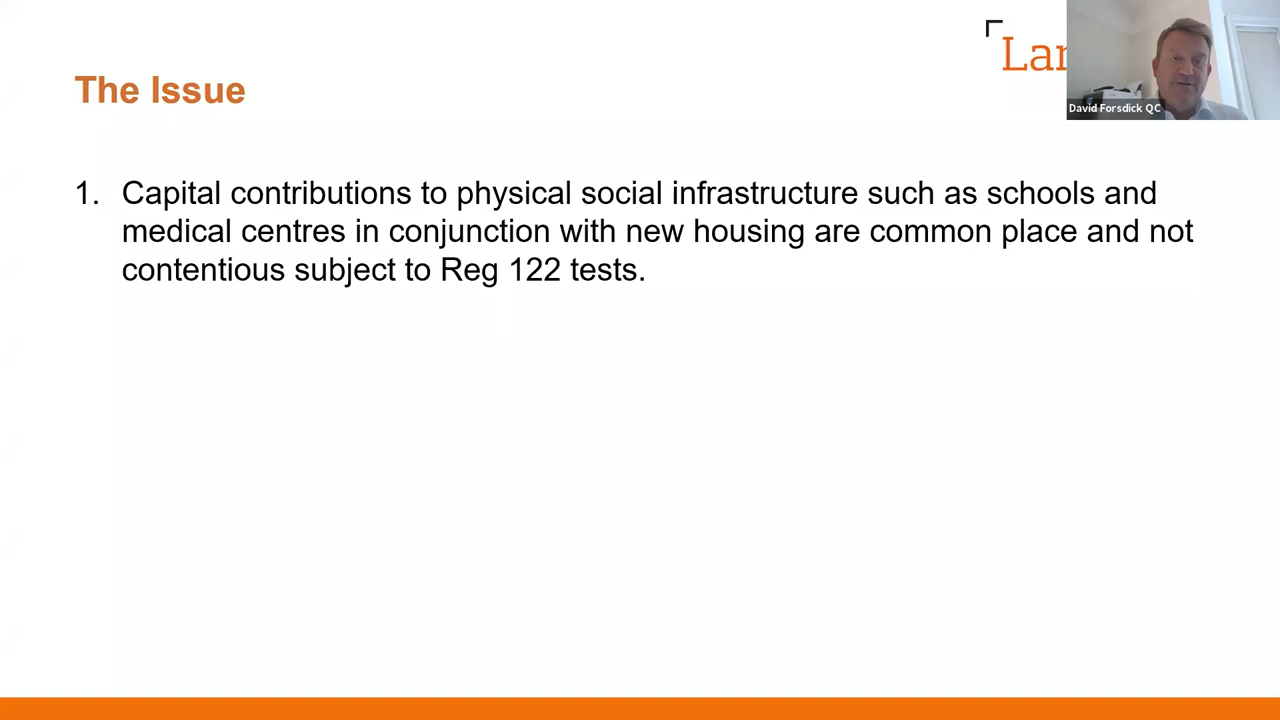 Lan
David Forsdick QC
The Issue
1. Capital contributions to physical social infrastructure such as schools and
medical centres in conjunction with new housing are common place and not
contentious subject to Reg 122 tests.